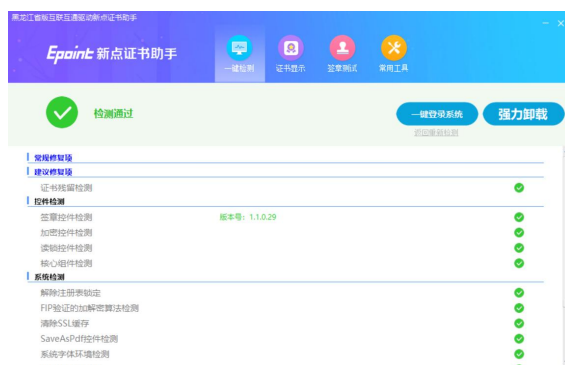 黑龙江省版互联互通驱动新点证书助手
Epoint 新点证书助手
一键检测
证书显示
签章测试
常用工具
检测通过
一键登录系统
强力卸载
返回重新检测
常规修复项
建议修复项
证书残留检测
控件检测
签章控件检测
版本号：1.1.0.29
加密控件检测
读锁控件检测
核心组件检测
系统检测
解除注册表锁定
FIP验证的加解密算法检测
清除SSL缓存
SaveAsPdf控件检测
系统字体环境检测